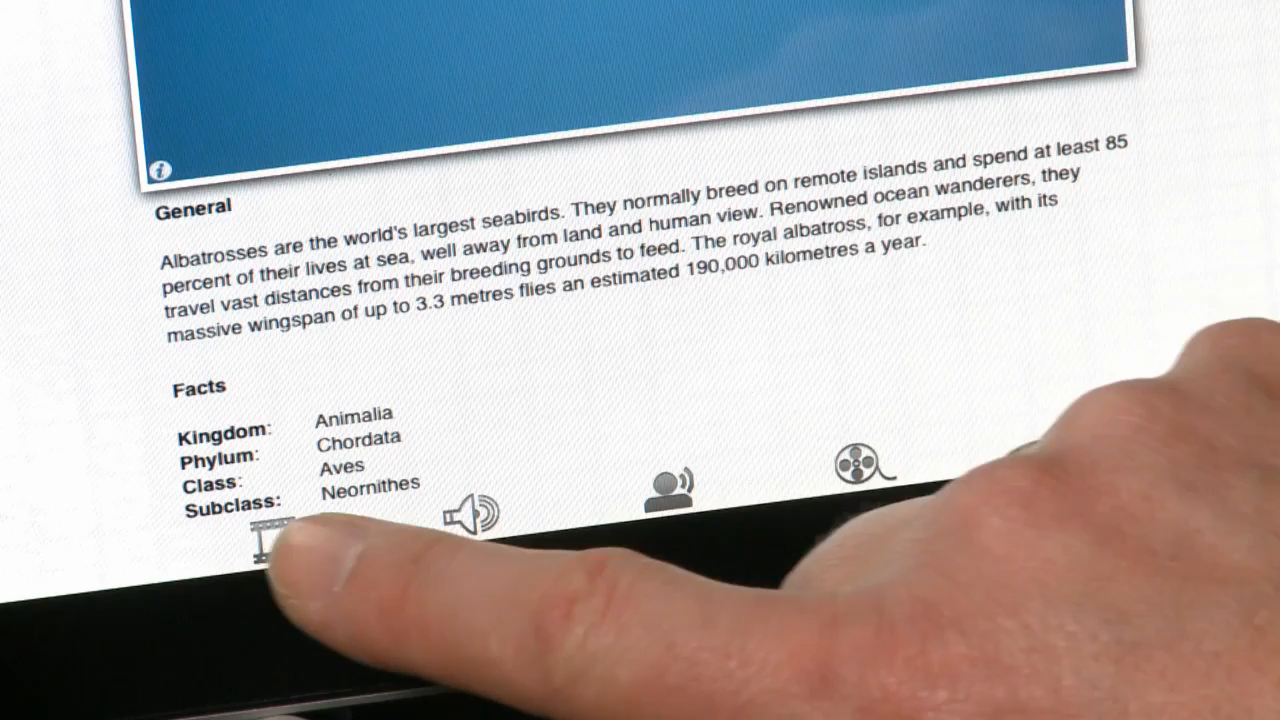 General
Albatrosses are the world's largest seabirds. They normally breed on remote islands and spend at least 85
percent of their lives at sea, well away from land and human view. Renowned ocean wanderers, they
travel vast distances from their breeding grounds to feed. The royal albatross, for example, with its
massive wingspan of up to 3.3 metres flies an estimated 190,000 kilometres a year.
Facts
Kingdom: Animalia
Phylum: Chordata
Class: Aves
Subclass: Neornithes